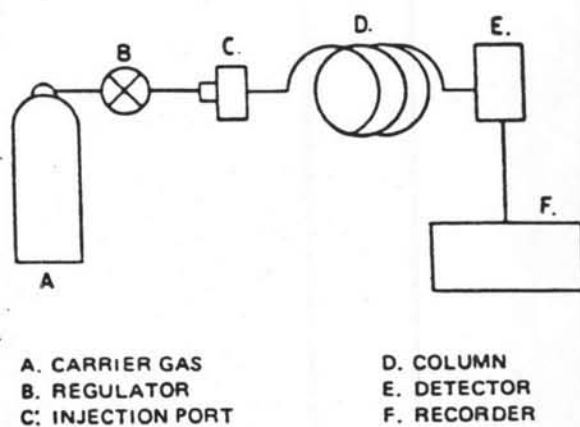 B
C.
D.
E.
F.
A
A. CARRIER GAS
B. REGULATOR
C: INJECTION PORT
D. COLUMN
E. DETECTOR
F. RECORDER